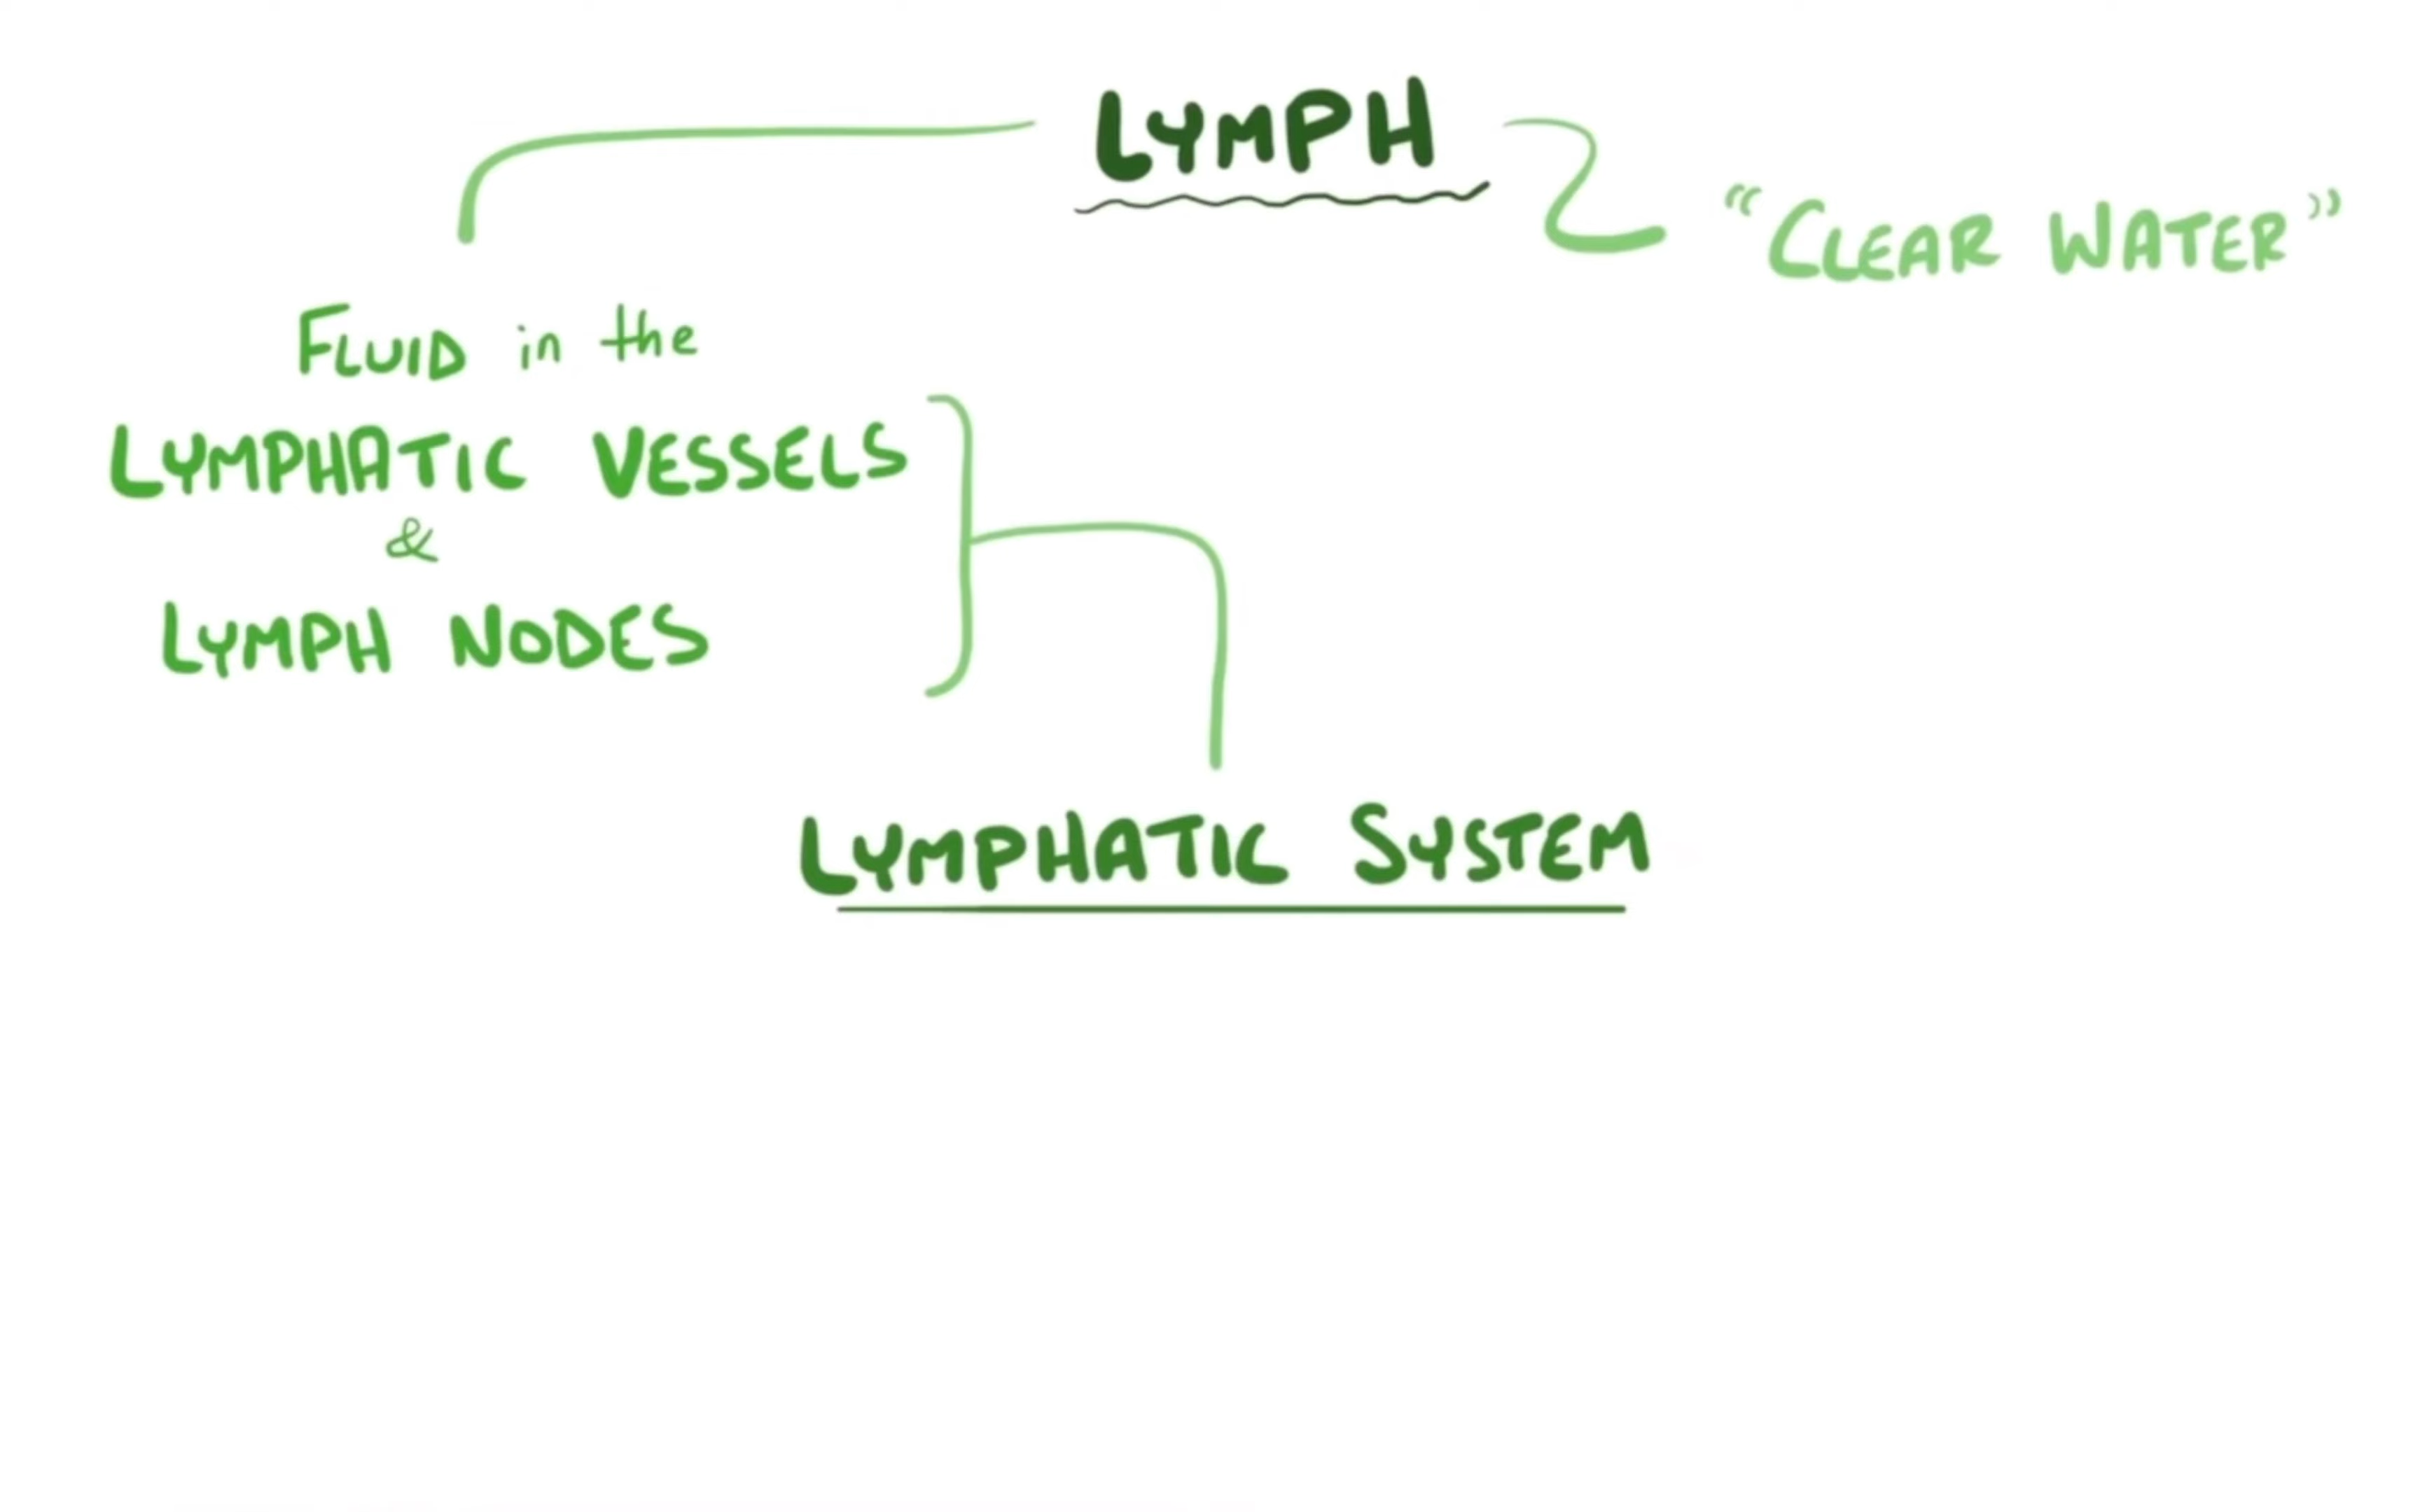 LYMPH
"CLEAR WATER"
FLUID in the
LYMPHATIC VESSELS
&
LYMPH NODES
LYMPHATIC SYSTEM